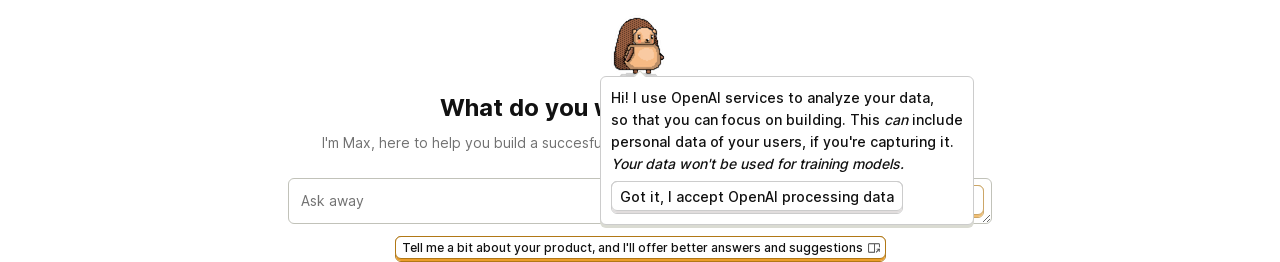 What do you
Hi! I use OpenAI services to analyze your data,
so that you can focus on building. This can include
personal data of your users, if you're capturing it.
Your data won't be used for training models.
Got it, I accept OpenAI processing data
I'm Max, here to help you build a succesfu
Ask away
Tell me a bit about your product, and I'll offer better answers and suggestions